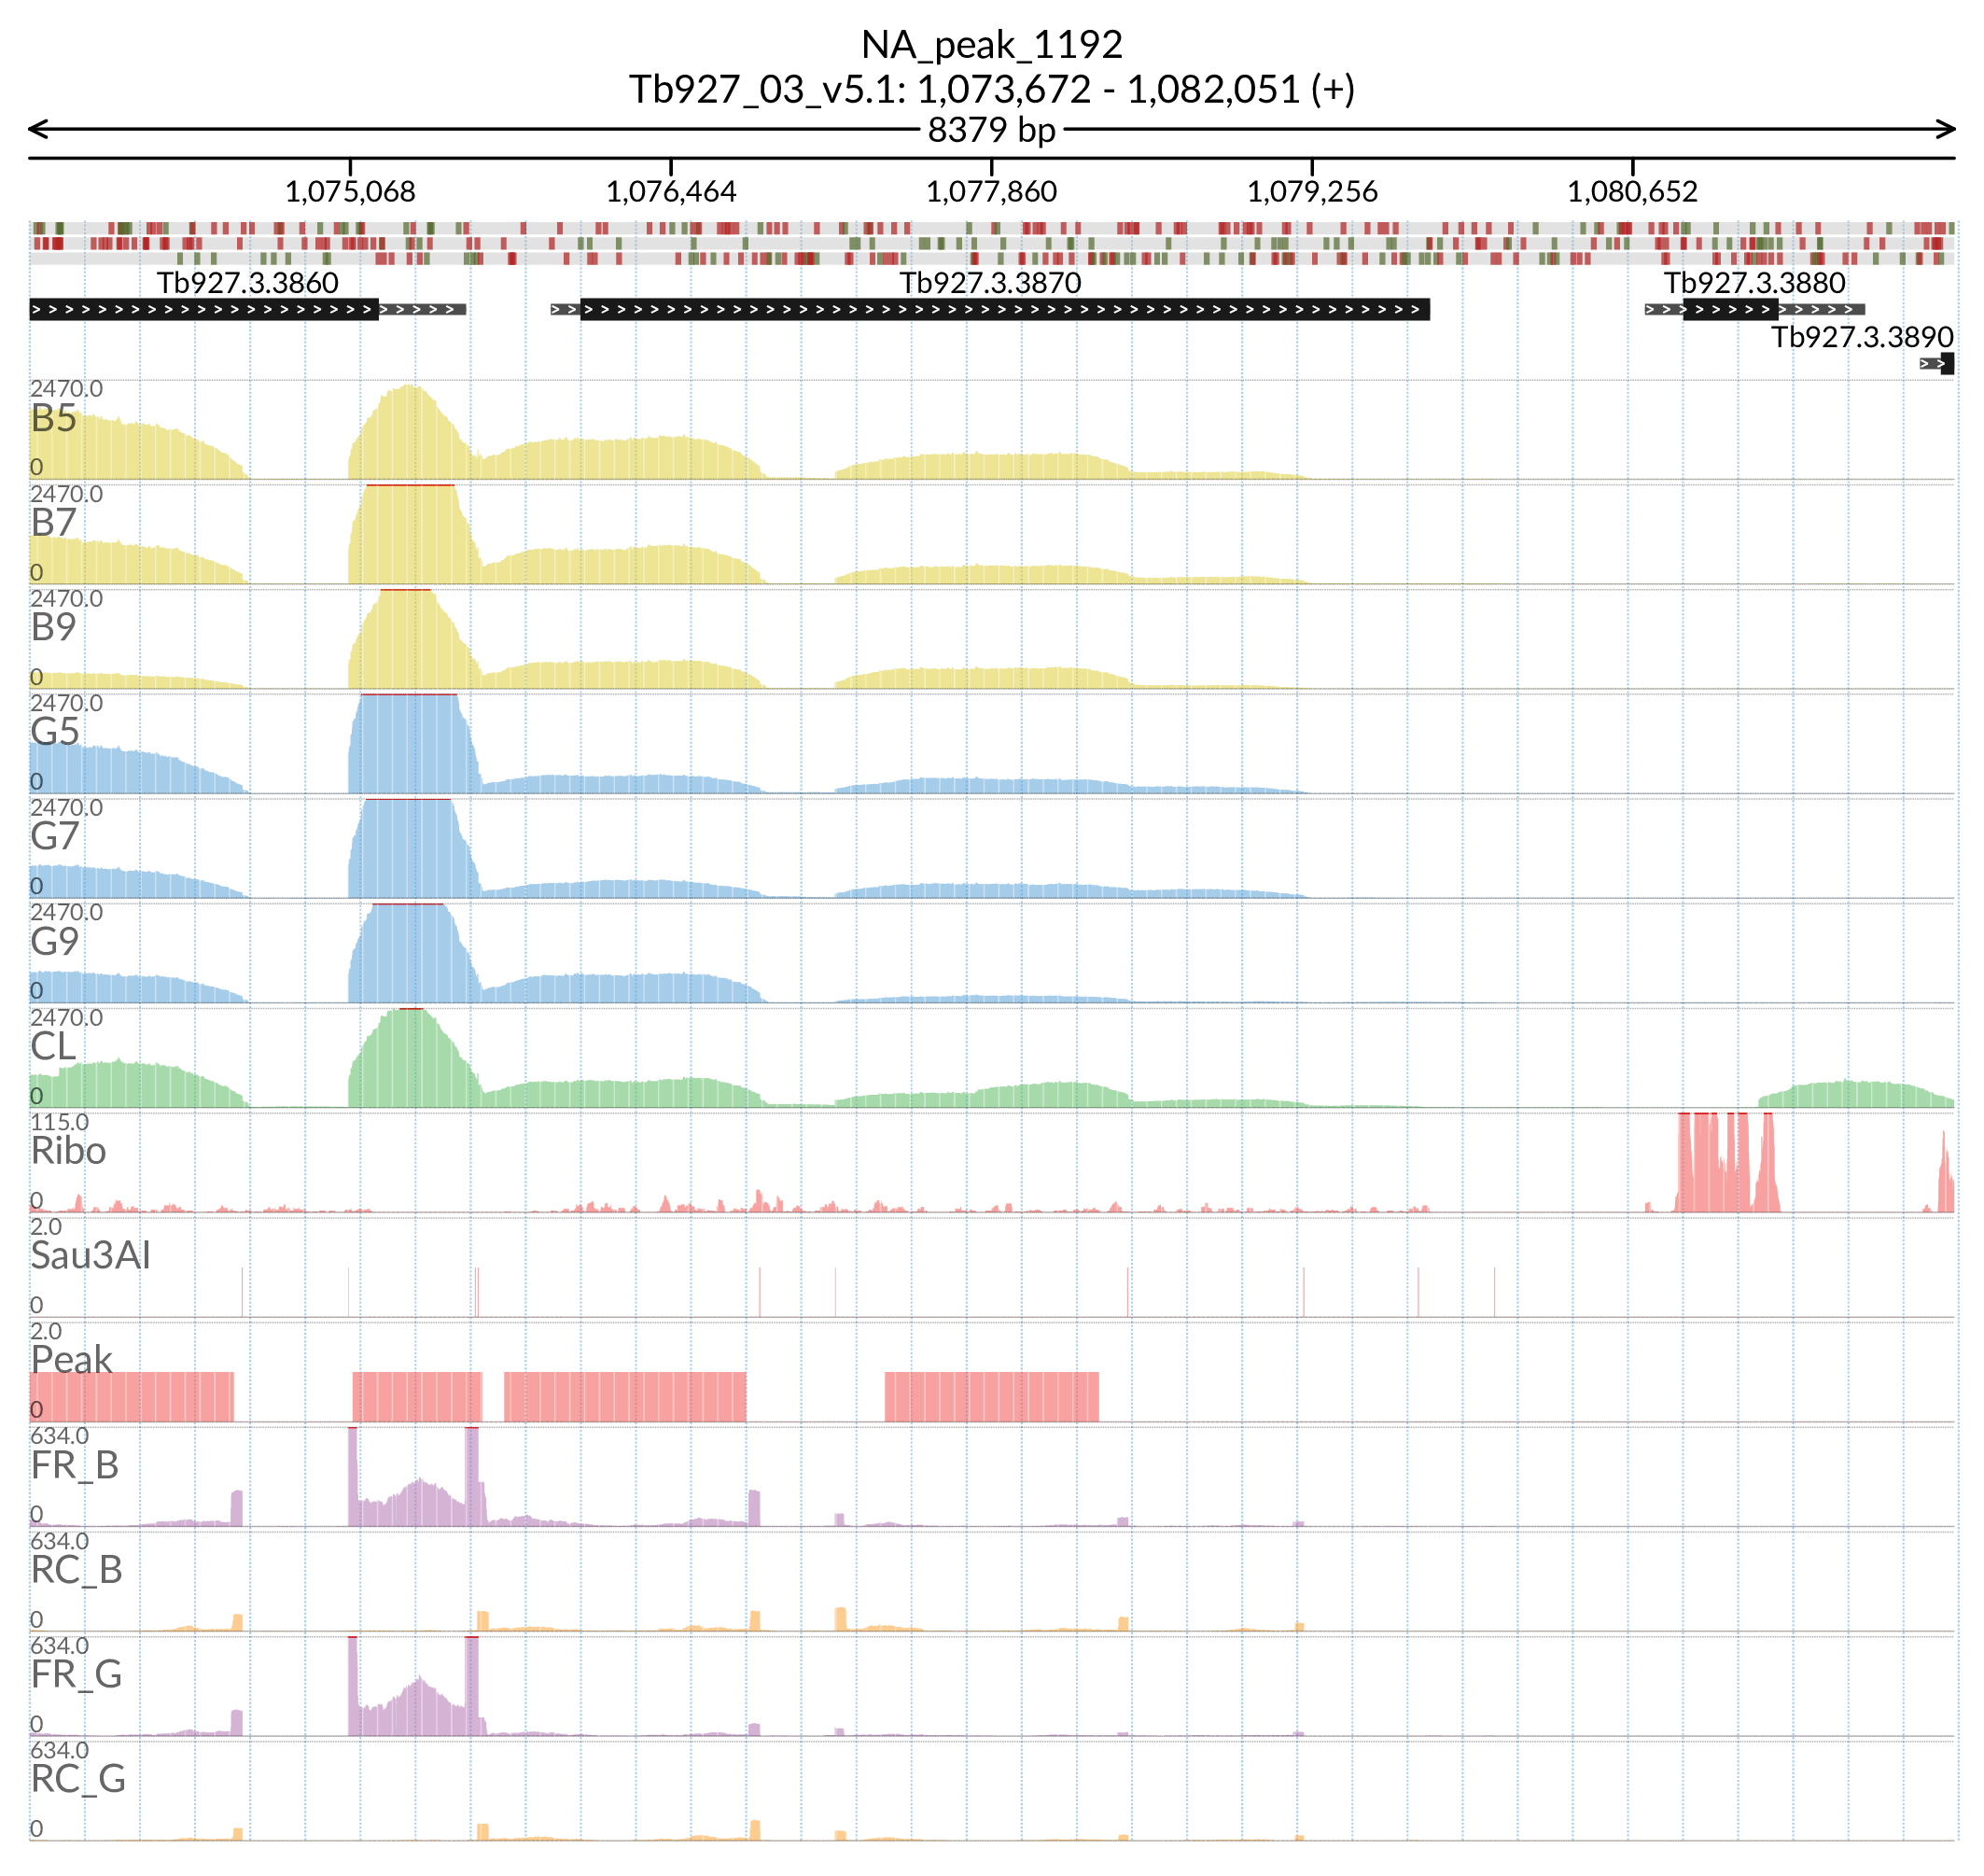 NA_peak_1192
Tb927_03_v5.1: 1,073,672 - 1,082,051 (+)
8379 bp
1,075,068 1,076,464 1,077,860 1,079,256 1,080,652
Tb927.3.3860 Tb927.3.3870 Tb927.3.3880
Tb927.3.3890
2470.0
B5
0
2470.0
B7
0
2470.0
B9
0
2470.0
G5
0
2470.0
G7
0
2470.0
G9
0
2470.0
CL
0
115.0
Ribo
0
2.0
Sau3AI
0
2.0
Peak
0
634.0
FR_B
0
634.0
RC_B
0
634.0
FR_G
0
634.0
RC_G
0